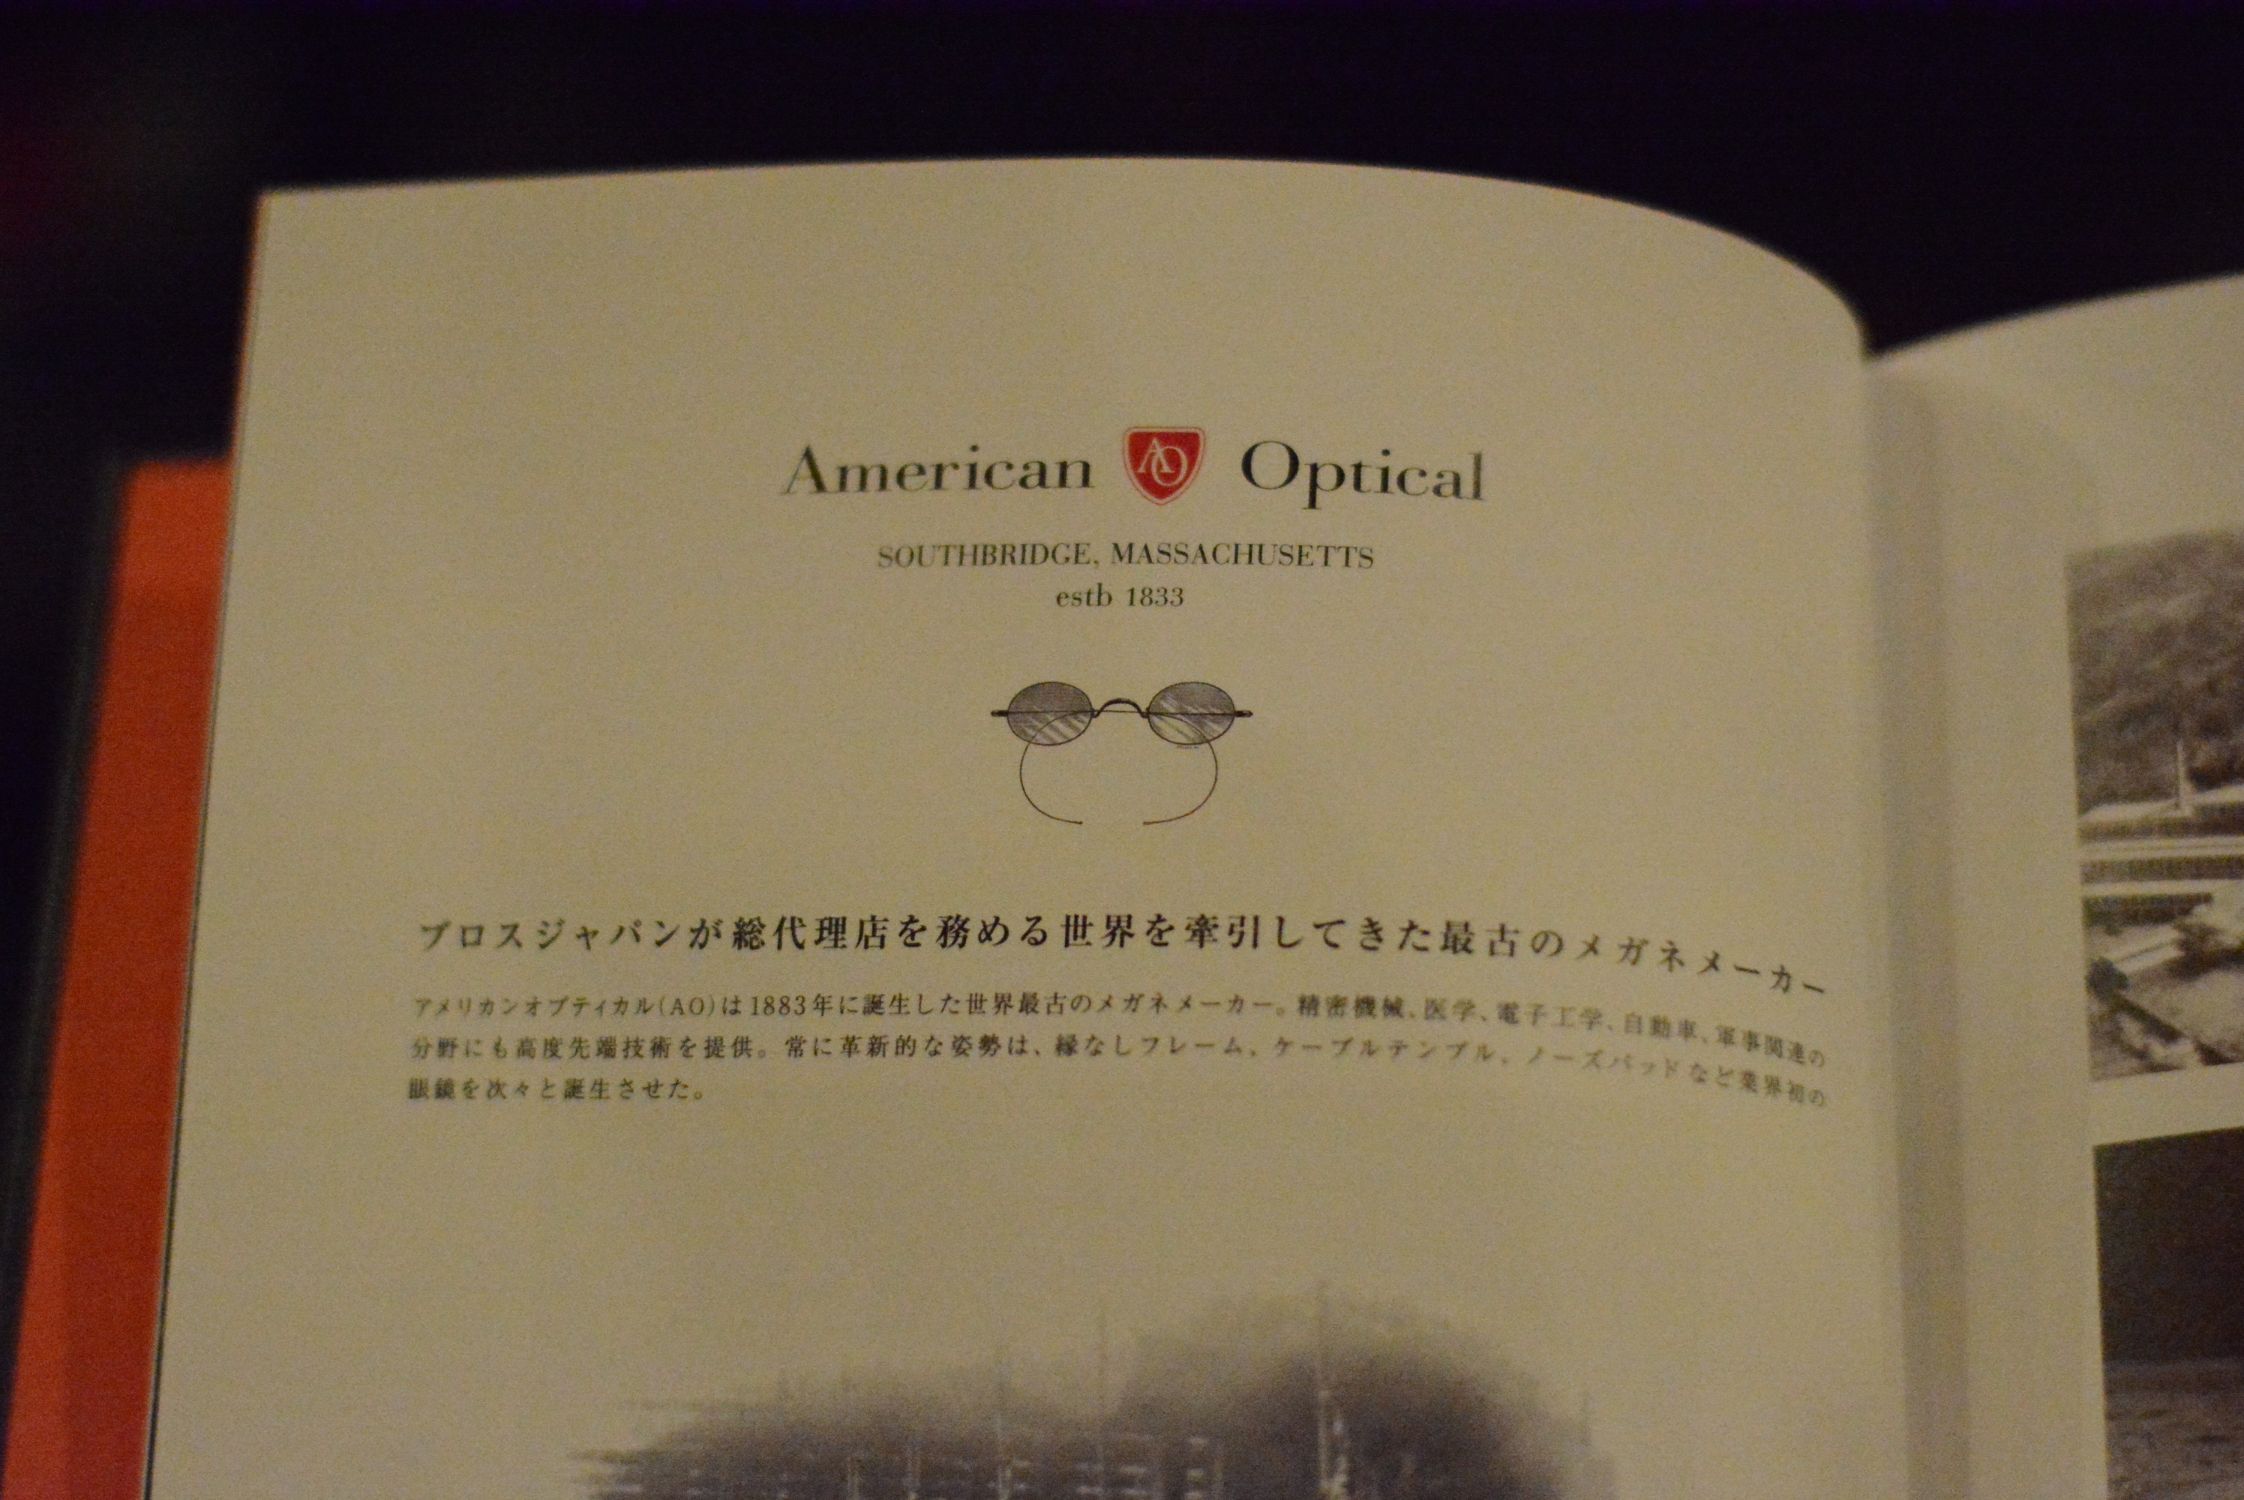 American AO Optical
SOUTHBRIDGE, MASSACHUSETTS
estb 1833
ブロスジャパンが総代理店を務める世界を牽引してきた最古のメガネメーカー
アメリカンオプティカル(AO)は1883年に誕生した世界最古のメガネメーカー。精密機械、医学、電子工学、自動車、軍事関連の
分野にも高度先端技術を提供。常に革新的な姿勢は、縁なしフレーム、ケーブルテンプル、ノーズパッドなど業界初の
眼鏡を次々と誕生させた。